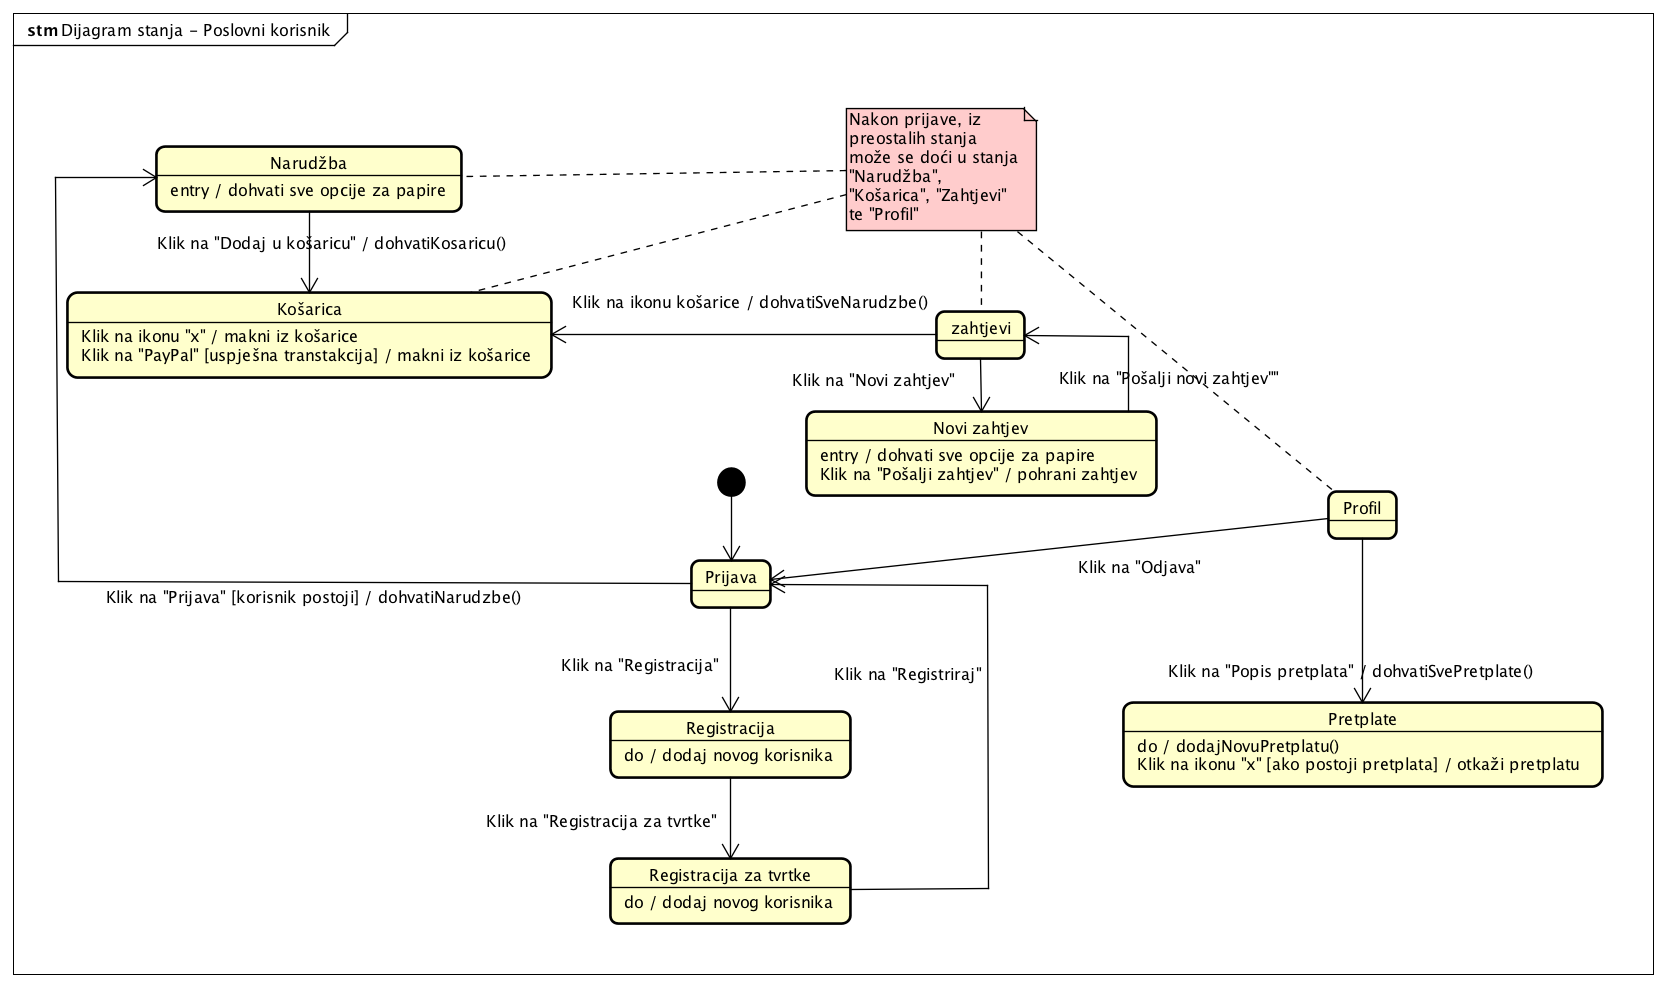 stm Dijagram stanja – Poslovni korisnik
Nakon prijave, iz
preostalih stanja
može se doći u stanja
"Narudžba",
"Košarica", "Zahtjevi"
te "Profil"
Narudžba
entry / dohvati sve opcije za papire
Klik na "Dodaj u košaricu" / dohvatiKosaricu()
Košarica
Klik na ikonu "x" / makni iz košarice
Klik na "PayPal" [uspješna transtakcija] / makni iz košarice
Klik na ikonu košarice / dohvatiSveNarudzbe()
zahtjevi
Klik na "Novi zahtjev"
Klik na "Pošalji novi zahtjev""
Novi zahtjev
entry / dohvati sve opcije za papire
Klik na "Pošalji zahtjev" / pohrani zahtjev
Profil
Prijava
Klik na "Odjava"
Klik na "Prijava" [korisnik postoji] / dohvatiNarudzbe()
Klik na "Registracija"
Klik na "Registriraj"
Klik na "Popis pretplata" / dohvatiSvePretplate()
Registracija
do / dodaj novog korisnika
Pretplate
do / dodajNovuPretplatu()
Klik na ikonu "x" [ako postoji pretplata] / otkaži pretplatu
Klik na "Registracija za tvrtke"
Registracija za tvrtke
do / dodaj novog korisnika